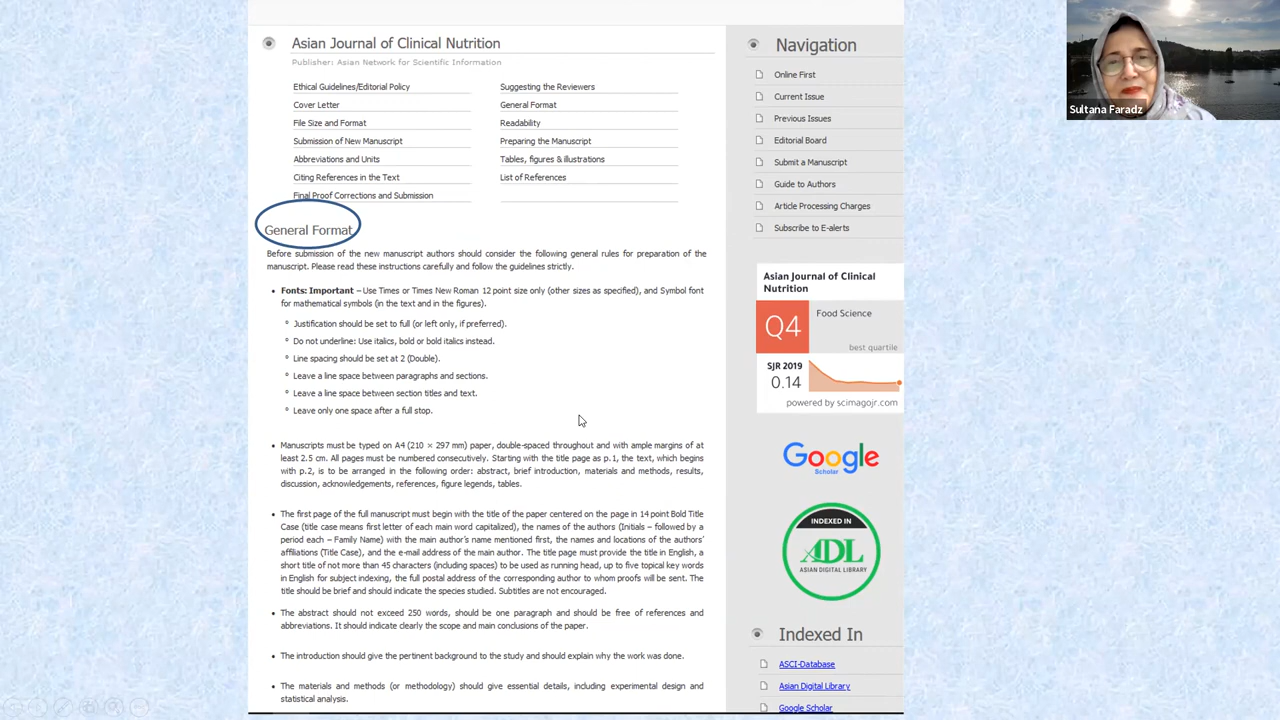 Asian Journal of Clinical Nutrition
Publisher: Asian Network for Scientific Information
Ethical Guidelines/Editorial Policy
Suggesting the Reviewers
Cover Letter
General Format
File Size and Format
Readability
Submission of New Manuscript
Preparing the Manuscript
Abbreviations and Units
Tables, figures & illustrations
Citing References in the Text
List of References
Final Proof Corrections and Submission
General Format
Before submission of the new manuscript authors should consider the following general rules for preparation of the
manuscript. Please read these instructions carefully and follow the guidelines strictly.
• Fonts: Important – Use Times or Times New Roman 12 point size only (other sizes as specified), and Symbol font
for mathematical symbols (in the text and in the figures).
° Justification should be set to full (or left only, if preferred).
° Do not underline: Use italics, bold or bold italics instead.
° Line spacing should be set at 2 (Double).
° Leave a line space between paragraphs and sections.
° Leave a line space between section titles and text.
° Leave only one space after a full stop.
• Manuscripts must be typed on A4 (210 × 297 mm) paper, double-spaced throughout and with ample margins of at
least 2.5 cm. All pages must be numbered consecutively. Starting with the title page as p.1, the text, which begins
with p.2, is to be arranged in the following order: abstract, brief introduction, materials and methods, results,
discussion, acknowledgements, references, figure legends, tables.
• The first page of the full manuscript must begin with the title of the paper centered on the page in 14 point Bold Title
Case (title case means first letter of each main word capitalized), the names of the authors (Initials – followed by a
period each – Family Name) with the main author's name mentioned first, the names and locations of the authors'
affiliations (Title Case), and the e-mail address of the main author. The title page must provide the title in English, a
short title of not more than 45 characters (including spaces) to be used as running head, up to five topical key words
in English for subject indexing, the full postal address of the corresponding author to whom proofs will be sent. The
title should be brief and should indicate the species studied. Subtitles are not encouraged.
• The abstract should not exceed 250 words, should be one paragraph and should be free of references and
abbreviations. It should indicate clearly the scope and main conclusions of the paper.
• The introduction should give the pertinent background to the study and should explain why the work was done.
• The materials and methods (or methodology) should give essential details, including experimental design and
statistical analysis.
Navigation
Online First
Current Issue
Previous Issues
Editorial Board
Submit a Manuscript
Guide to Authors
Article Processing Charges
Subscribe to E-alerts
Asian Journal of Clinical
Nutrition
Q4
Food Science
best quartile
SJR 2019
0.14
powered by scimagojr.com
Google
Scholar
INDEXED IN
ADL
ASIAN DIGITAL LIBRARY
Indexed In
ASCI-Database
Asian Digital Library
Google Scholar
Sultana Faradz